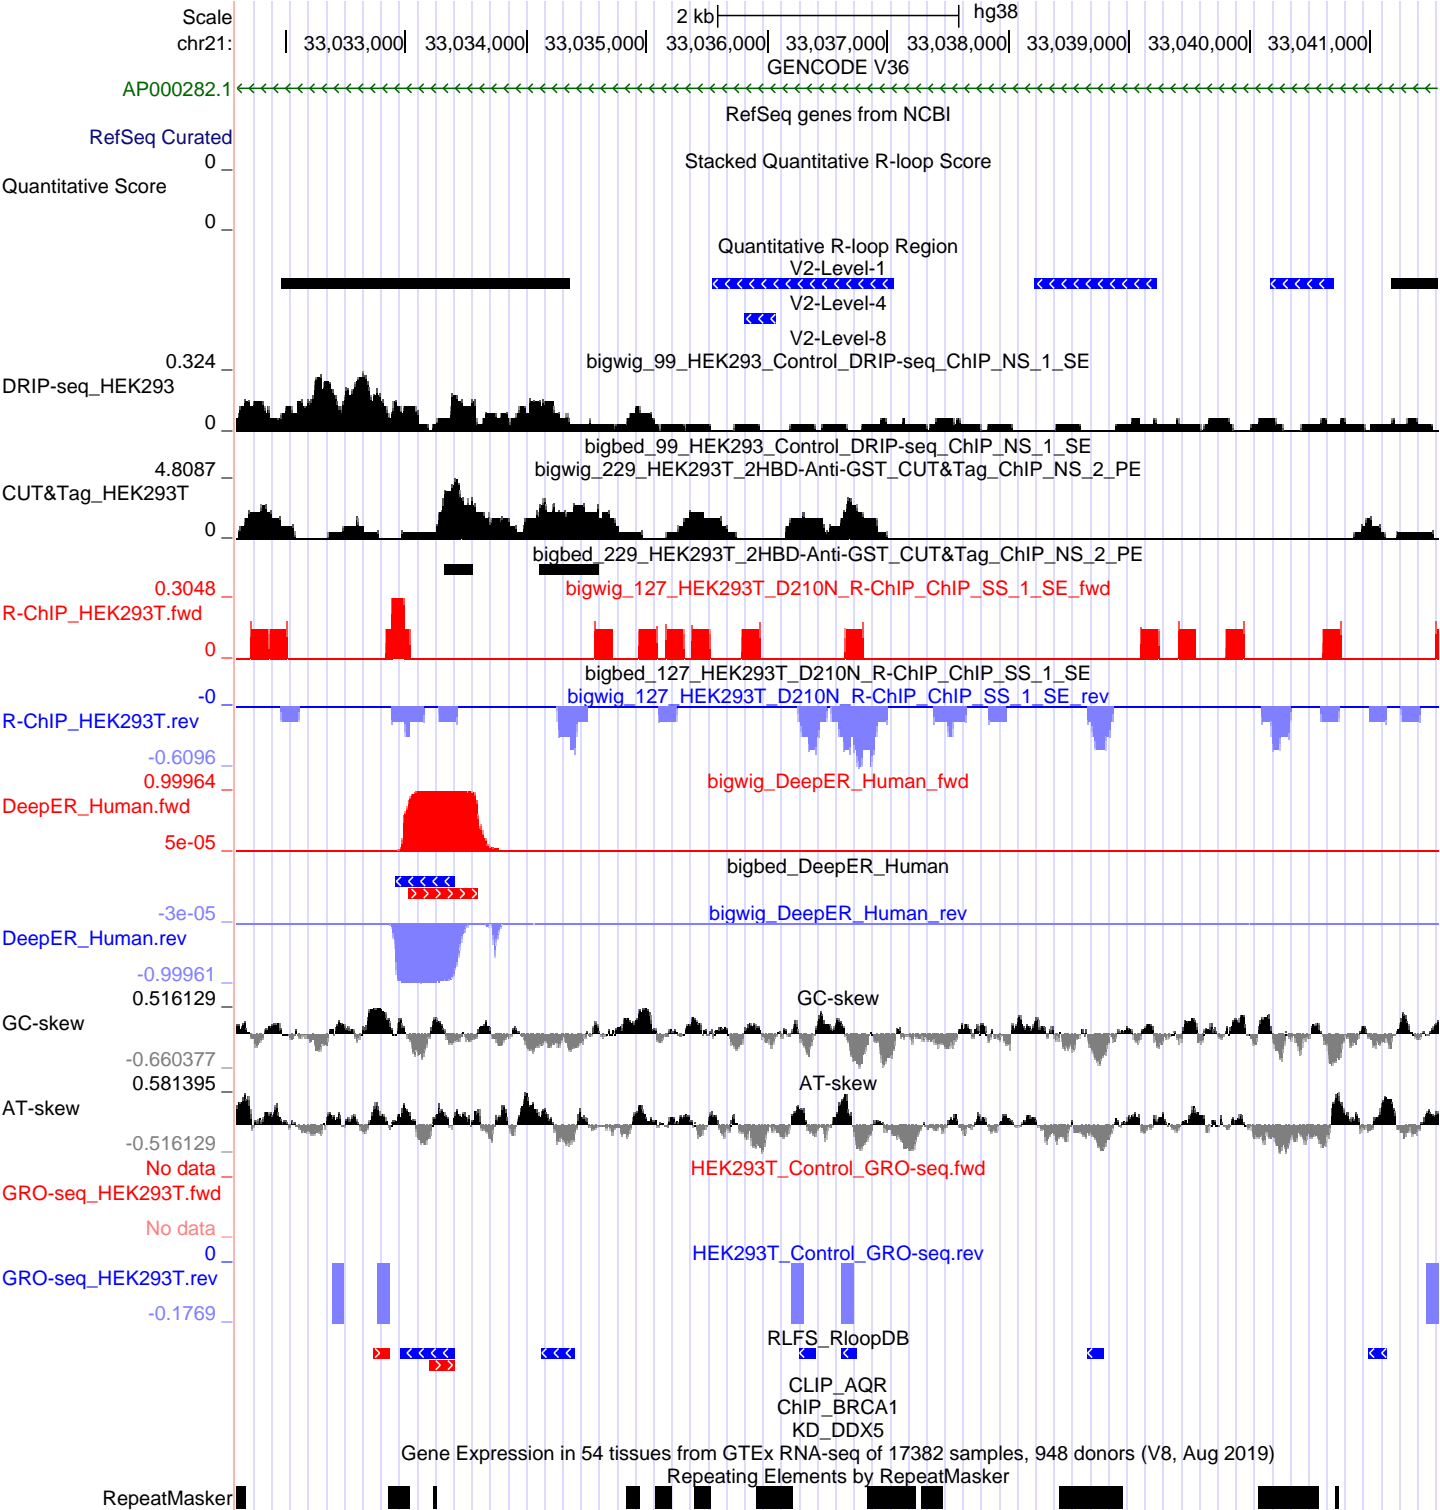 Scale 2 kb hg38
chr21: 33,033,000 33,034,000 33,035,000 33,036,000 33,037,000 33,038,000 33,039,000 33,040,000 33,041,000
GENCODE V36
AP000282.1
RefSeq genes from NCBI
RefSeq Curated
Stacked Quantitative R-loop Score
0
Quantitative Score
0
Quantitative R-loop Region
V2-Level-1
V2-Level-4
V2-Level-8
0.324 bigwig_99_HEK293_Control_DRIP-seq_ChIP_NS_1_SE
DRIP-seq_HEK293
0
bigbed_99_HEK293_Control_DRIP-seq_ChIP_NS_1_SE
4.8087 bigwig_229_HEK293T_2HBD-Anti-GST_CUT&Tag_ChIP_NS_2_PE
CUT&Tag_HEK293T
0
bigbed_229_HEK293T_2HBD-Anti-GST_CUT&Tag_ChIP_NS_2_PE
0.3048 bigwig_127_HEK293T_D210N_R-ChIP_ChIP_SS_1_SE_fwd
R-ChIP_HEK293T.fwd
0
bigbed_127_HEK293T_D210N_R-ChIP_ChIP_SS_1_SE
-0 bigwig_127_HEK293T_D210N_R-ChIP_ChIP_SS_1_SE_rev
R-ChIP_HEK293T.rev
-0.6096
0.99964 bigwig_DeepER_Human_fwd
DeepER_Human.fwd
5e-05
bigbed_DeepER_Human
-3e-05 bigwig_DeepER_Human_rev
DeepER_Human.rev
-0.99961
0.516129 GC-skew
GC-skew
-0.660377
0.581395 AT-skew
AT-skew
-0.516129
No data HEK293T_Control_GRO-seq.fwd
GRO-seq_HEK293T.fwd
No data
0 HEK293T_Control_GRO-seq.rev
GRO-seq_HEK293T.rev
-0.1769
RLFS_RloopDB
CLIP_AQR
ChIP_BRCA1
KD_DDX5
Gene Expression in 54 tissues from GTEx RNA-seq of 17382 samples, 948 donors (V8, Aug 2019)
Repeating Elements by RepeatMasker
RepeatMasker